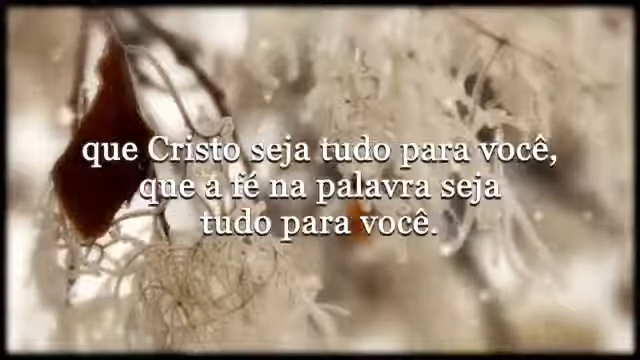 que Cristo seja tudo para você,
que a fé na palavra seja
tudo para você.